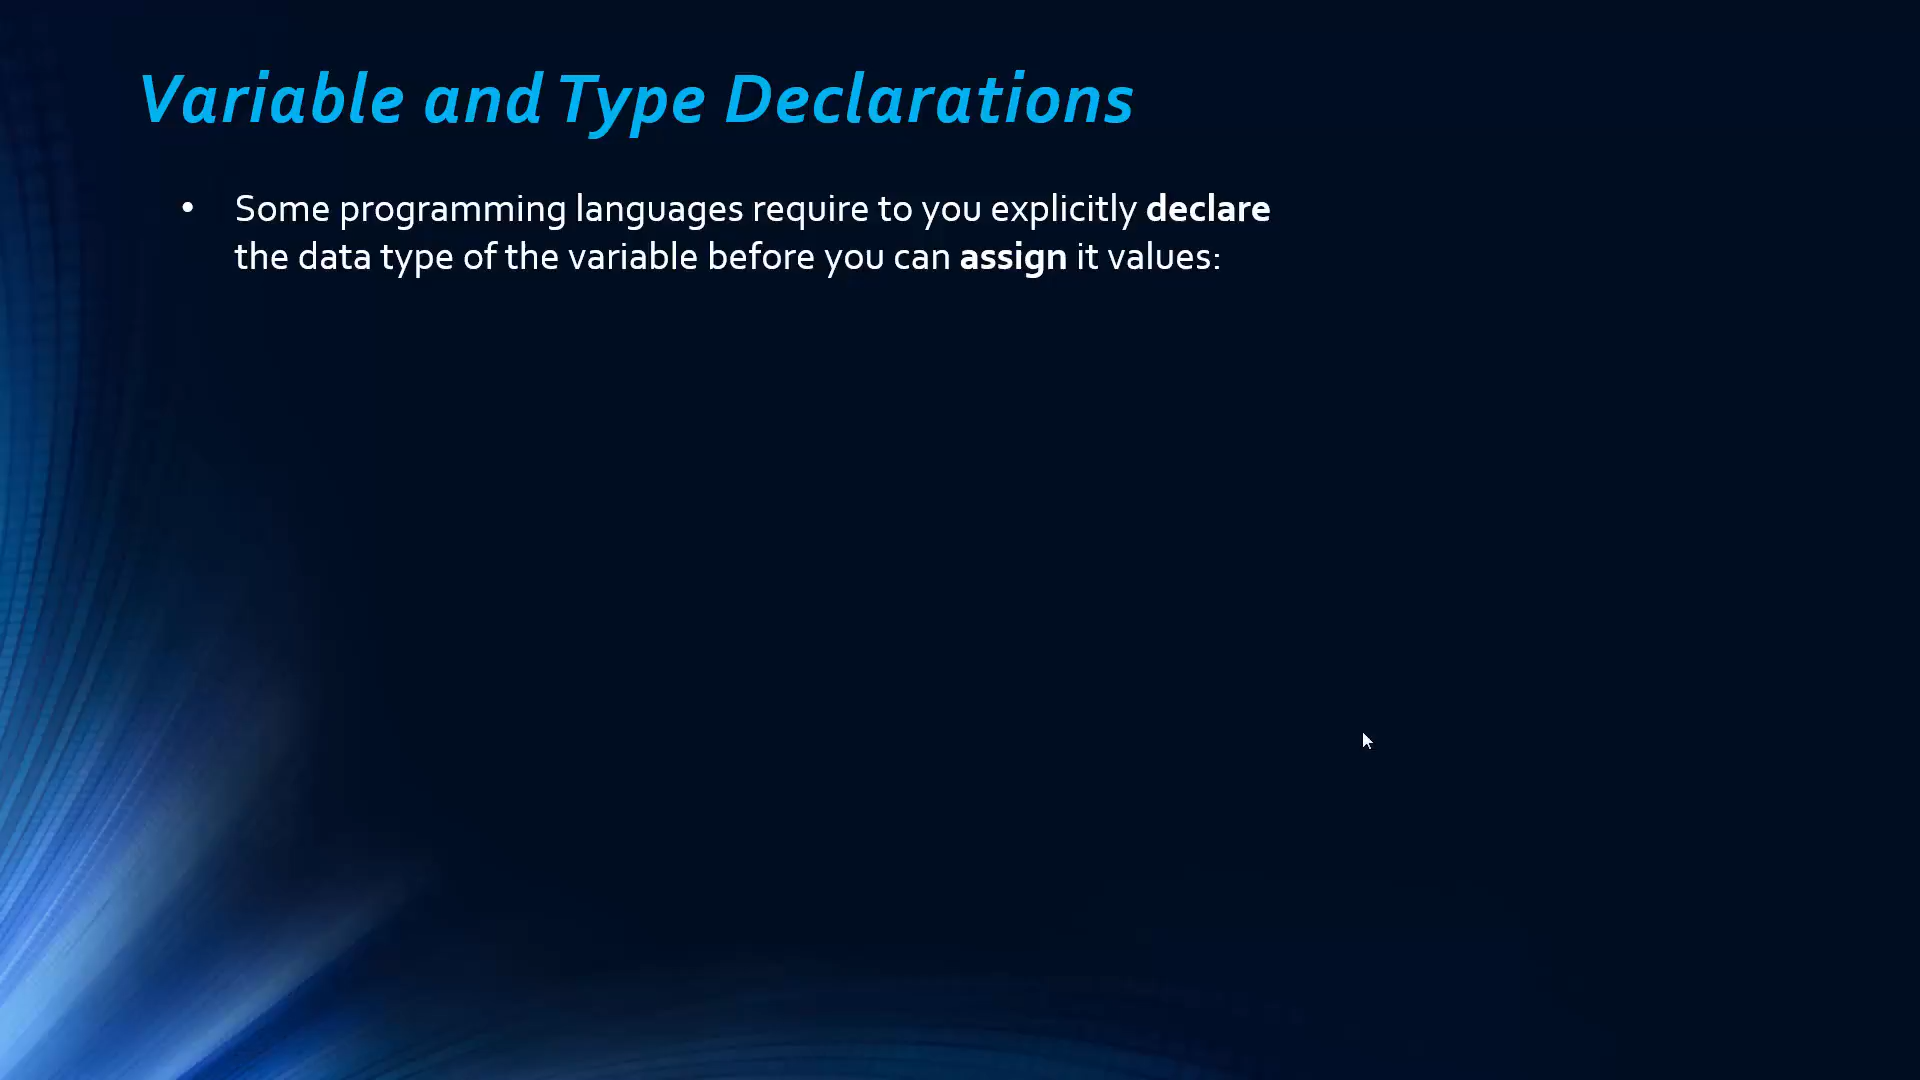 Variable and Type Declarations
• Some programming languages require to you explicitly declare
the data type of the variable before you can assign it values: